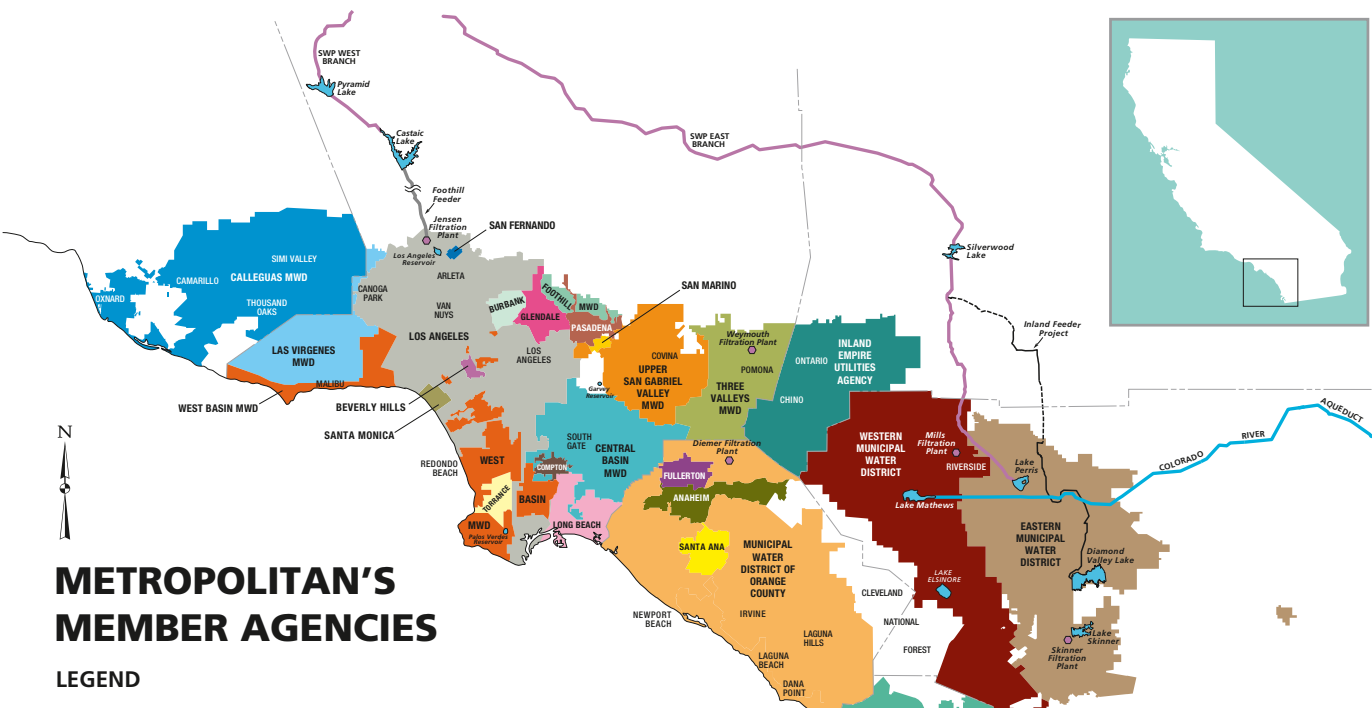 SWP WEST
BRANCH
Pyramid
Lake
Castaic
Lake
SWP EAST
BRANCH
Foothill
Feeder
Jensen
Filtration
Plant
SAN FERNANDO
Los Angeles
Reservoir
Silverwood
Lake
SIMI VALLEY
CAMARILLO
CALLEGUAS MWD
OXNARD
THOUSAND
OAKS
CANOGA
PARK
ARLETA
VAN
NUYS
LOS ANGELES
BURBANK
GLENDALE
FOOTHILL
MWD
PASADENA
SAN MARINO
LOS
ANGELES
Inland Feeder
Project
LAS VIRGENES
MWD
MALIBU
WEST BASIN MWD
BEVERLY HILLS
SANTA MONICA
Garvey
Reservoir
COVINA
UPPER
SAN GABRIEL
VALLEY
MWD
Weymouth
Filtration Plant
POMONA
THREE
VALLEYS
MWD
ONTARIO
INLAND
EMPIRE
UTILITIES
AGENCY
CHINO
N
REDONDO
BEACH
WEST
BASIN
MWD
TORRANCE
Palos Verdes
Reservoir
COMPTON
SOUTH
GATE
CENTRAL
BASIN
MWD
LONG BEACH
Diemer Filtration
Plant
FULLERTON
ANAHEIM
SANTA ANA
MUNICIPAL
WATER
DISTRICT OF
ORANGE
COUNTY
WESTERN
MUNICIPAL
WATER
DISTRICT
Mills
Filtration
Plant
RIVERSIDE
Lake
Perris
Lake Mathews
COLORADO
RIVER
AQUEDUCT
EASTERN
MUNICIPAL
WATER
DISTRICT
Diamond
Valley Lake
LAKE
ELSINORE
CLEVELAND
NATIONAL
FOREST
Lake
Skinner
Skinner
Filtration
Plant
NEWPORT
BEACH
IRVINE
LAGUNA
HILLS
LAGUNA
BEACH
DANA
POINT
METROPOLITAN'S
MEMBER AGENCIES
LEGEND